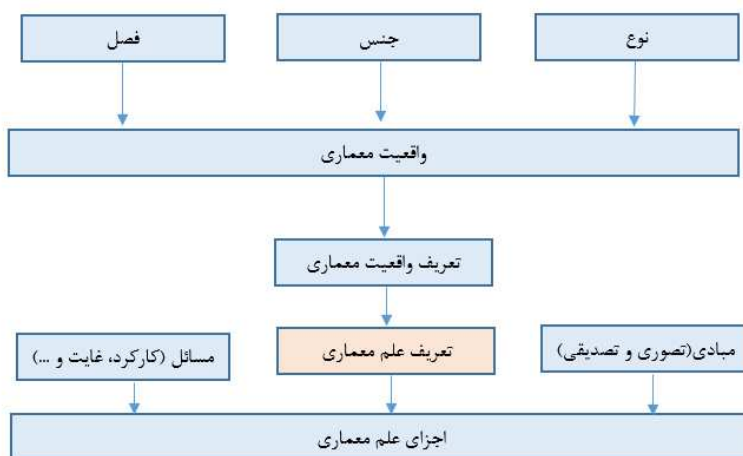 نوع
جنس
فصل
واقعیت معماری
تعریف واقعیت معماری
مبادی(تصوری و تصدیقی)
تعریف علم معماری
مسائل (کارکرد، غایت و ...)
اجزای علم معماری